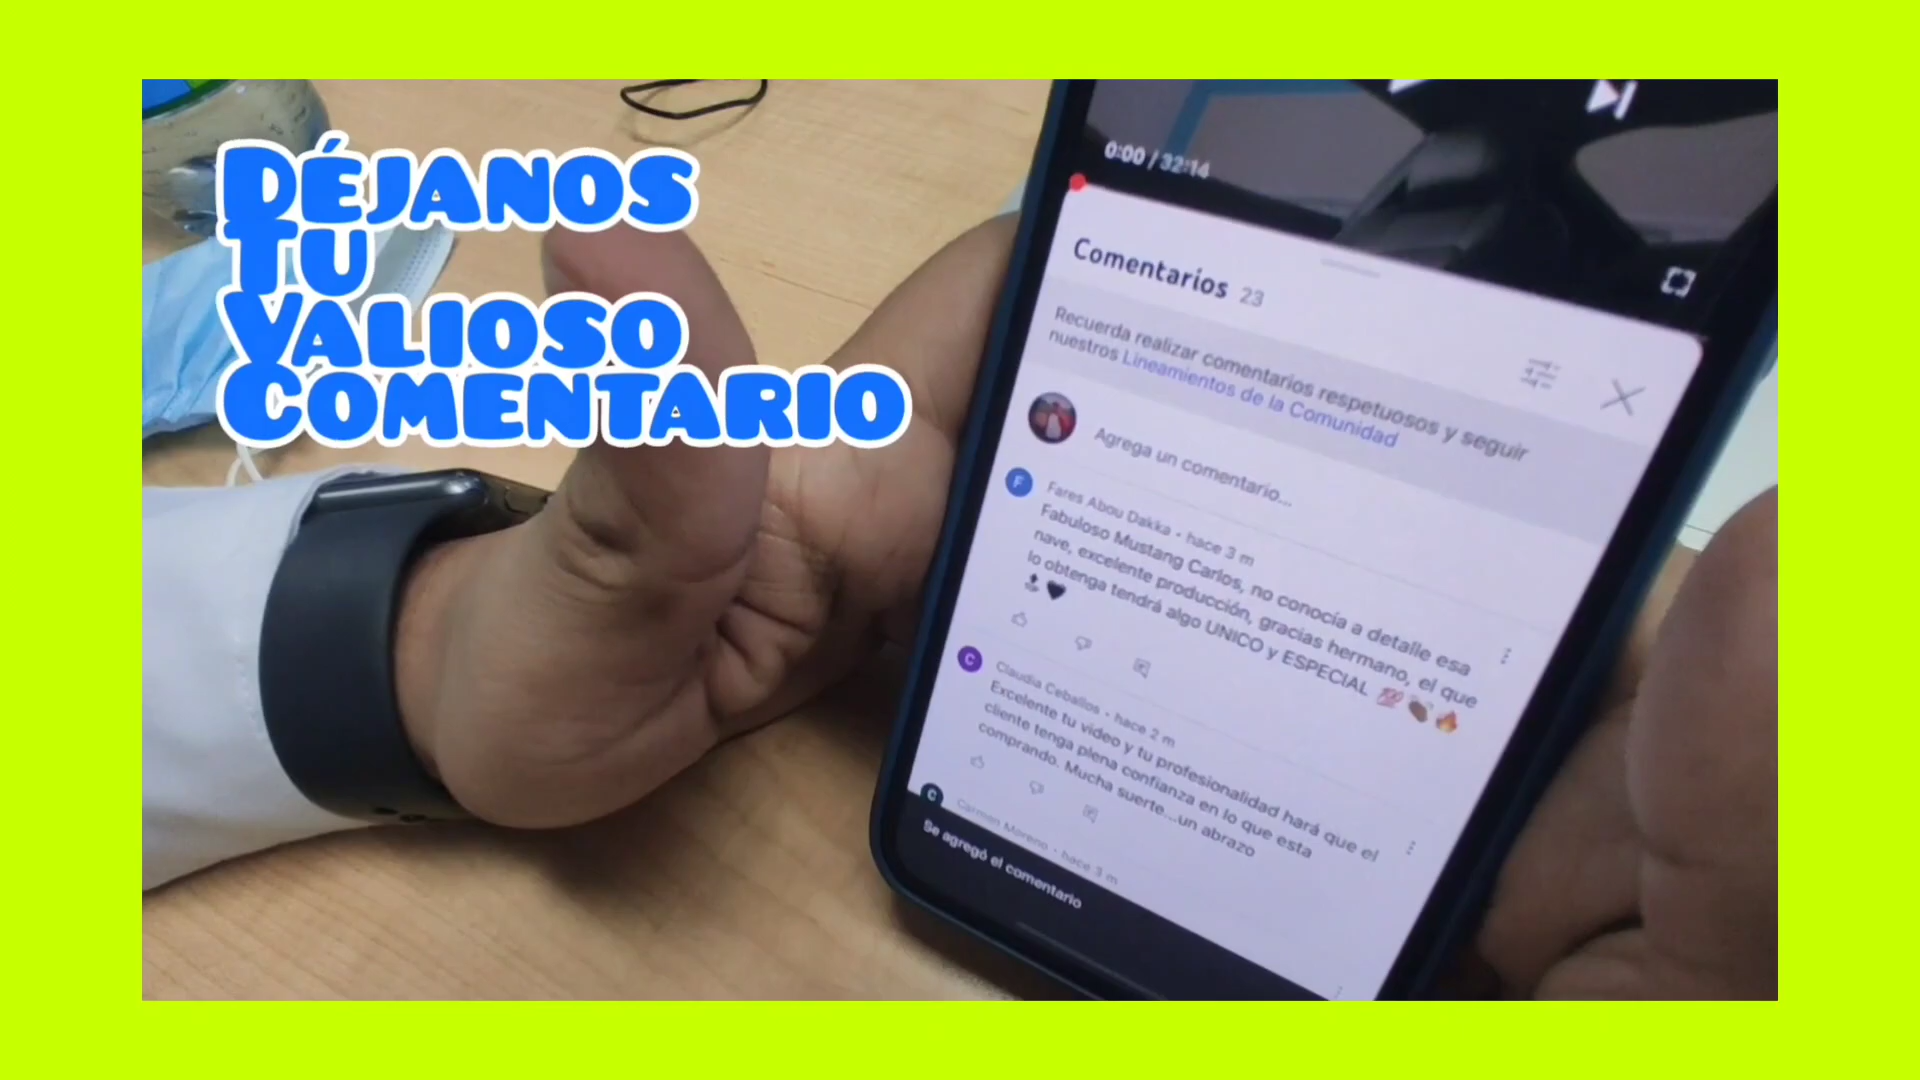 Déjanos
Tu
Valioso
Comentario
0:00 / 32:14
Comentarios 23
Recuerda realizar comentarios respetuosos y seguir
nuestros Lineamientos de la Comunidad
Agrega un comentario...
F
Fares Abou Dakka • hace 3 m
Fabuloso Mustang Carlos, no conocía a detalle esa
nave, excelente producción, gracias hermano, el que
lo obtenga tendrá algo UNICO y ESPECIAL 💯👏🏾🔥
🕹️🖤
C
Claudia Ceballos • hace 2 m
Excelente tu video y tu profesionalidad hará que el
cliente tenga plena confianza en lo que esta
comprando. Mucha suerte...un abrazo
C
Carmen Moreno • hace 3 m
Se agregó el comentario